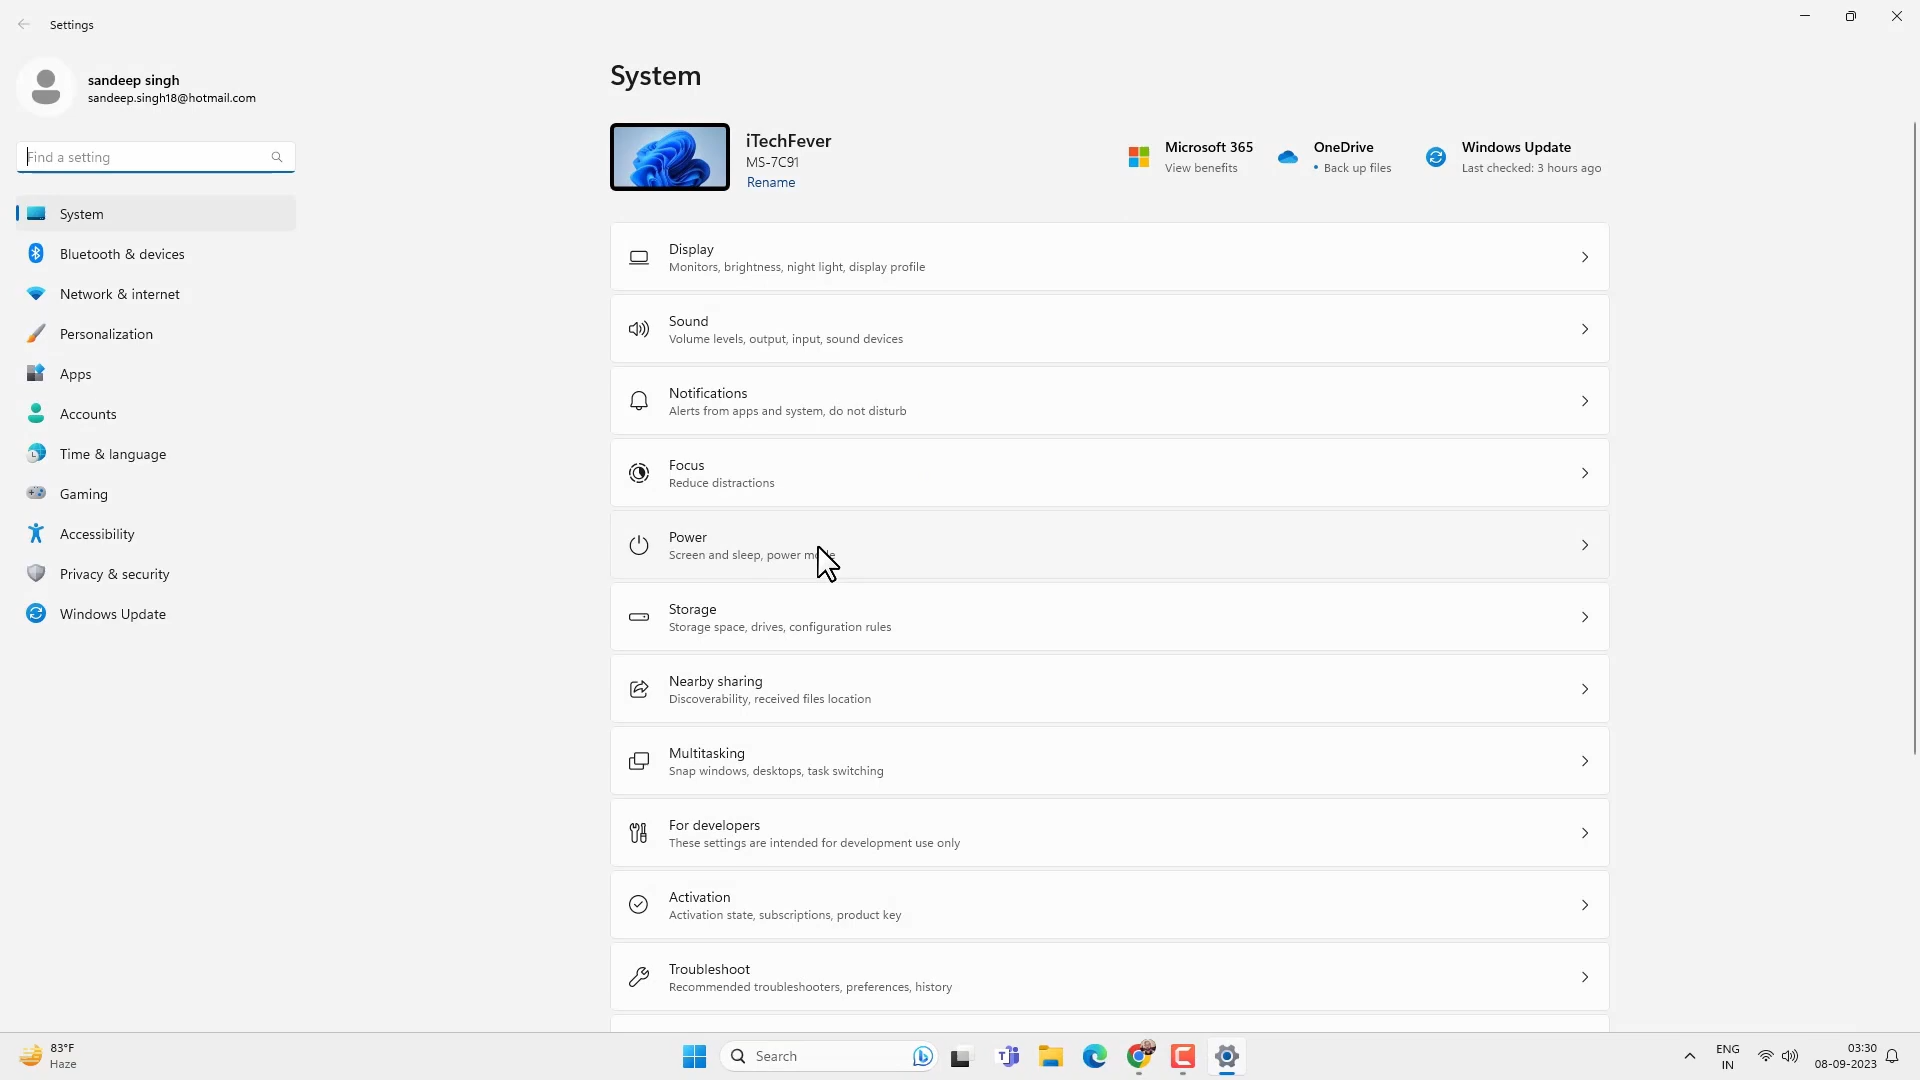 Settings
sandeep singh
sandeep.singh18@hotmail.com
Find a setting
System
Bluetooth & devices
Network & internet
Personalization
Apps
Accounts
Time & language
Gaming
Accessibility
Privacy & security
Windows Update
System
iTechFever
MS-7C91
Rename
Microsoft 365
View benefits
OneDrive
• Back up files
Windows Update
Last checked: 3 hours ago
Display
Monitors, brightness, night light, display profile
Sound
Volume levels, output, input, sound devices
Notifications
Alerts from apps and system, do not disturb
Focus
Reduce distractions
Power
Screen and sleep, power mode
Storage
Storage space, drives, configuration rules
Nearby sharing
Discoverability, received files location
Multitasking
Snap windows, desktops, task switching
For developers
These settings are intended for development use only
Activation
Activation state, subscriptions, product key
Troubleshoot
Recommended troubleshooters, preferences, history
83°F
Haze
Search
ENG
IN
03:30
08-09-2023